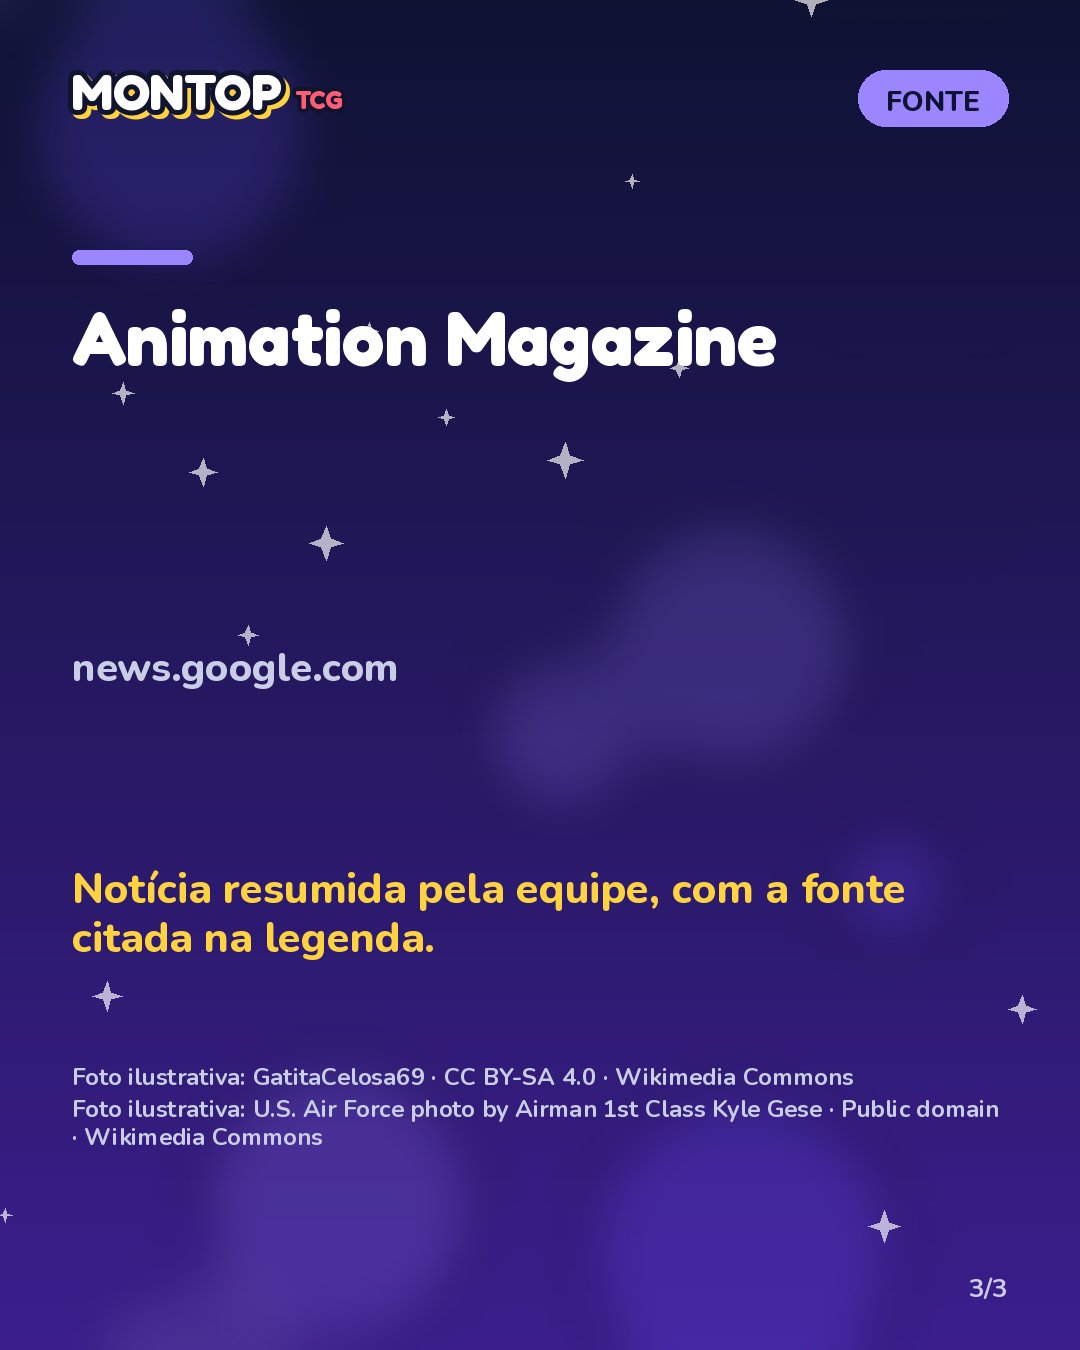 MONTOP TCG
FONTE
Animation Magazine
news.google.com
Notícia resumida pela equipe, com a fonte
citada na legenda.
Foto ilustrativa: GatitaCelosa69 · CC BY-SA 4.0 · Wikimedia Commons
Foto ilustrativa: U.S. Air Force photo by Airman 1st Class Kyle Gese · Public domain
· Wikimedia Commons
3/3